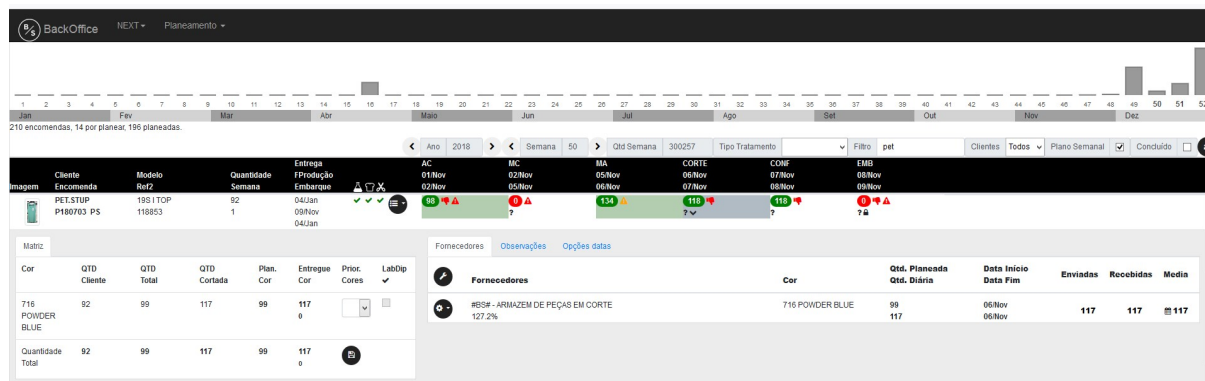 B/S BackOffice NEXT Planeamento
1 2 3 4 5 6 7 8 9 10 11 12 13 14 15 16 17 18 19 20 21 22 23 24 25 26 27 28 29 30 31 32 33 34 35 36 37 38 39 40 41 42 43 44 45 46 47 48 49 50 51 52
Jan Fev Mar Abr Maio Jun Jul Ago Set Out Nov Dez
210 encomendas, 14 por planear, 196 planeadas.
Ano 2018 Semana 50 Qtd Semana 300257 Tipo Tratamento Filtro pet Clientes Todos Plano Semanal Concluído
Entrega AC MC MA CORTE CONF EMB
Cliente Modelo Quantidade FProdução 01/Nov 02/Nov 05/Nov 06/Nov 07/Nov 08/Nov
Imagem Encomenda Ref2 Semana Embarque 02/Nov 05/Nov 06/Nov 07/Nov 08/Nov 09/Nov
PET.STUP 19S I TOP 92 04/Jan 98 0 134 118 118 0
P180703 PS 118853 1 09/Nov ? ? ? ?
04/Jan
Matriz
Fornecedores Observações Opções datas
Cor QTD Cliente QTD Total QTD Cortada Plan. Cor Entregue Cor Prior. Cores LabDip
Fornecedores Cor Qtd. Planeada Qtd. Diária Data Início Data Fim Enviadas Recebidas Media
716 POWDER BLUE 92 99 117 99 117 0
#BS# - ARMAZEM DE PEÇAS EM CORTE 716 POWDER BLUE 99 06/Nov 117 117 117
127.2% 117 06/Nov
Quantidade Total 92 99 117 99 117 0